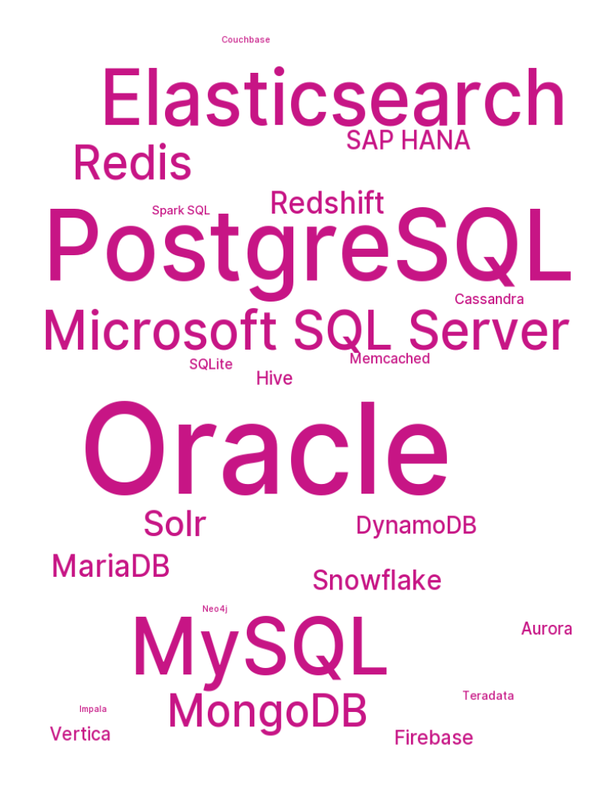 Couchbase
Elasticsearch
SAP HANA
Redis
Redshift
Spark SQL
PostgreSQL
Cassandra
Microsoft SQL Server
Memcached
SQLite
Hive
Oracle
Solr
DynamoDB
MariaDB
Snowflake
Neo4j
Aurora
MySQL
Teradata
MongoDB
Impala
Vertica
Firebase